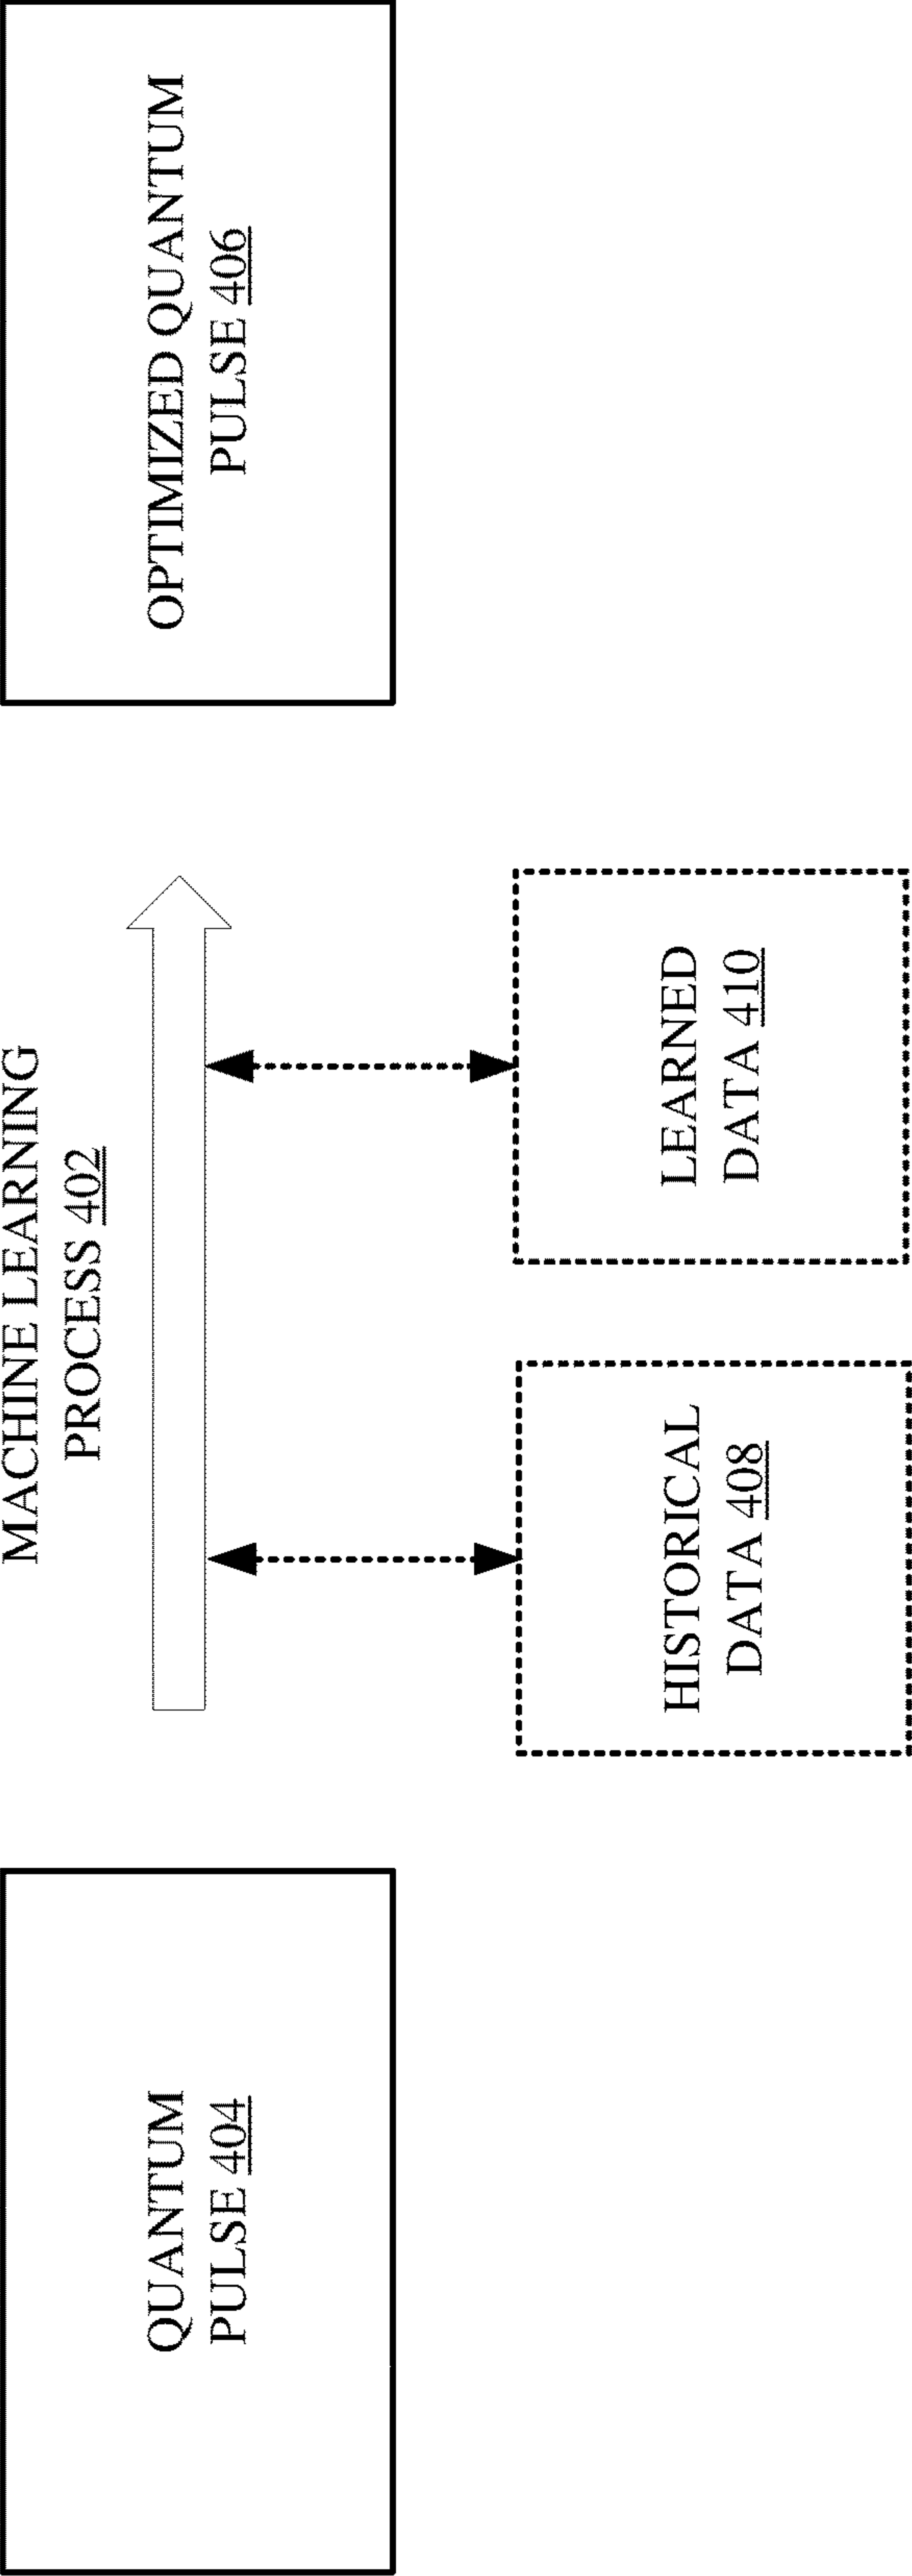 QUANTUM
PULSE 404
MACHINE LEARNING
PROCESS 402
OPTIMIZED QUANTUM
PULSE 406
HISTORICAL
DATA 408
LEARNED
DATA 410